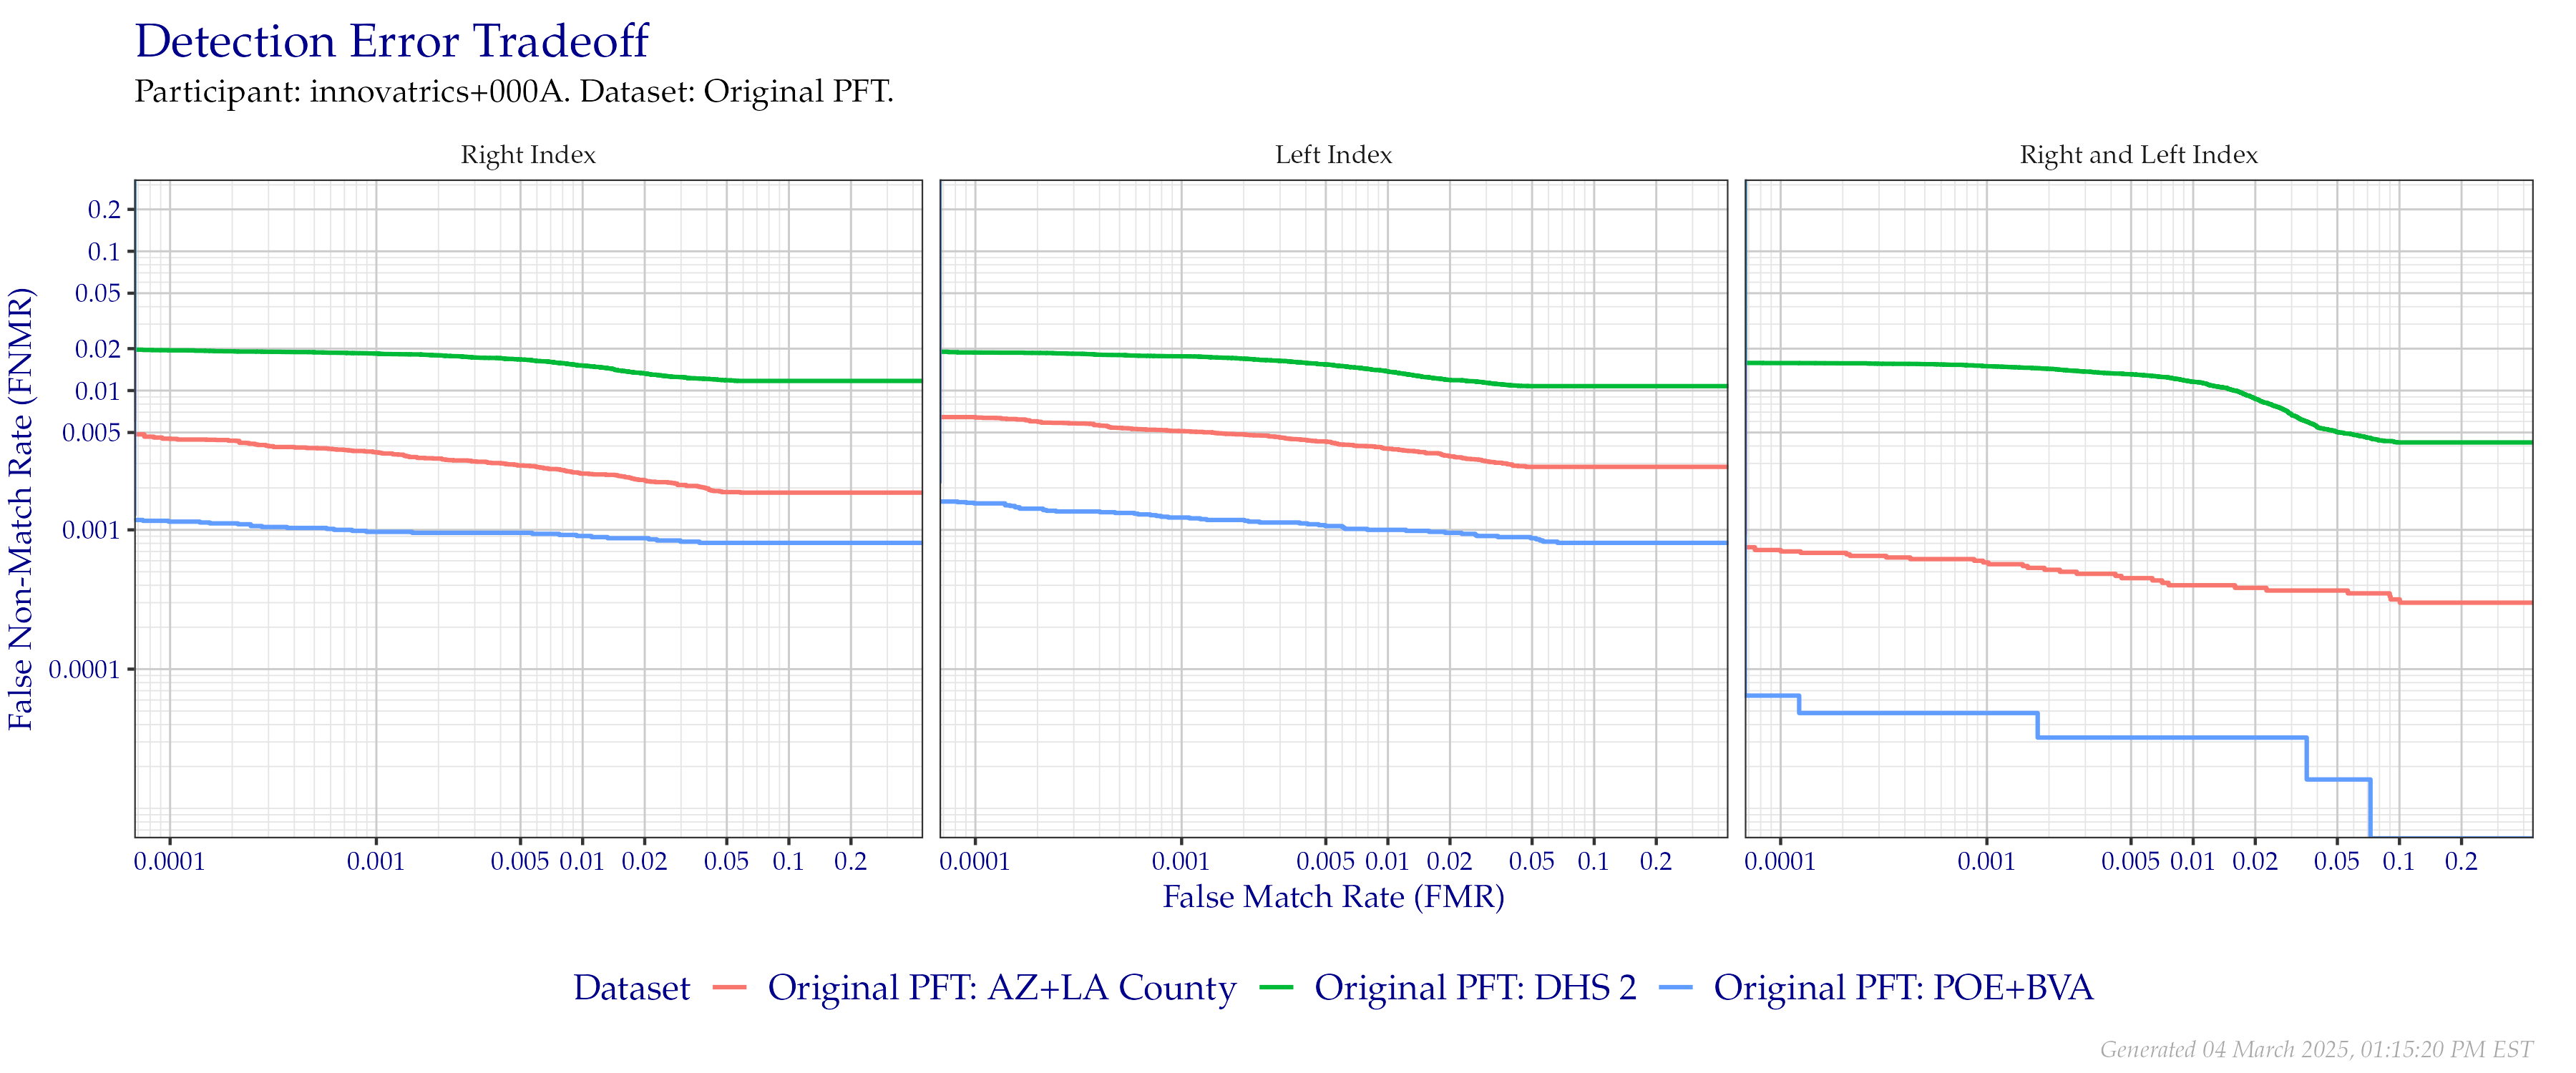 Detection Error Tradeoff
Participant: innovatrics+000A. Dataset: Original PFT.
Right Index
Left Index
Right and Left Index
False Non-Match Rate (FNMR)
0.2
0.1
0.05
0.02
0.01
0.005
0.001
0.0001
0.0001 0.001 0.005 0.01 0.02 0.05 0.1 0.2
0.0001 0.001 0.005 0.01 0.02 0.05 0.1 0.2
0.0001 0.001 0.005 0.01 0.02 0.05 0.1 0.2
False Match Rate (FMR)
Dataset Original PFT: AZ+LA County Original PFT: DHS 2 Original PFT: POE+BVA
Generated 04 March 2025, 01:15:20 PM EST